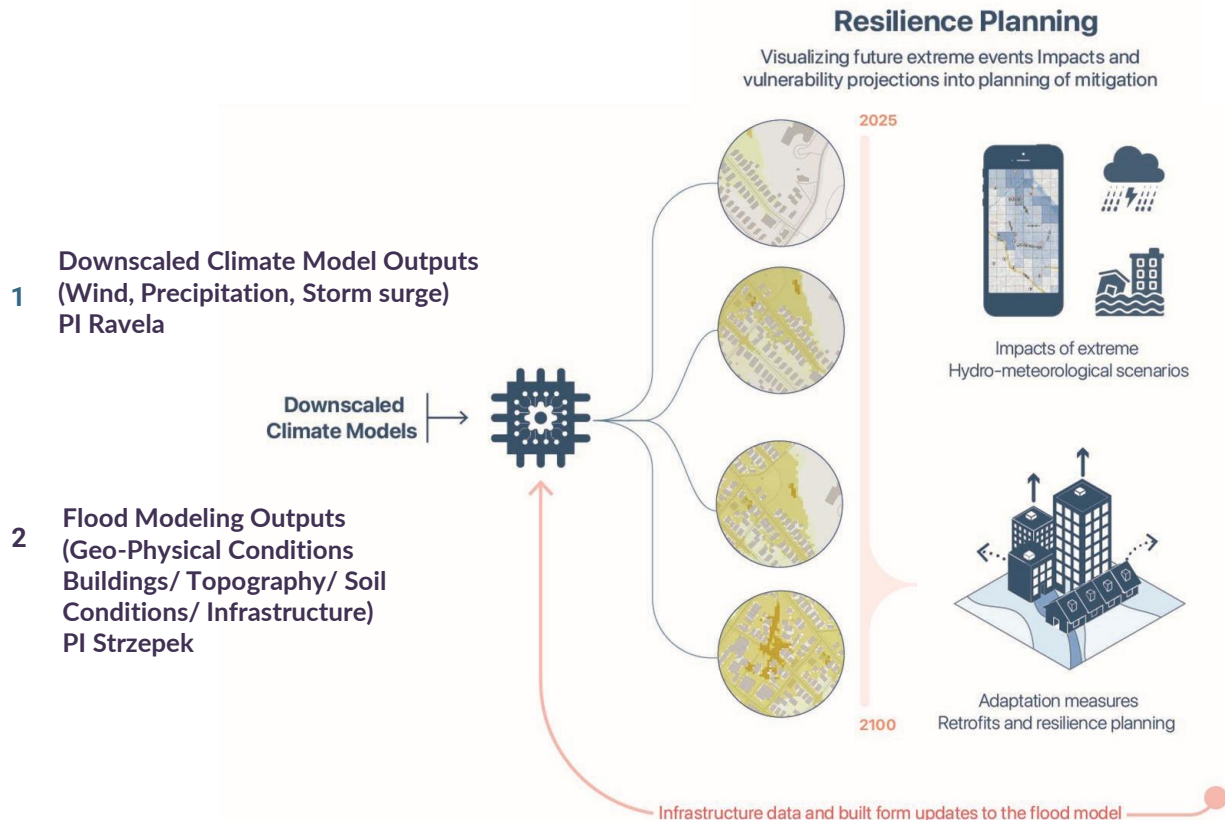 Resilience Planning
Visualizing future extreme events Impacts and
vulnerability projections into planning of mitigation
2025
1
Downscaled Climate Model Outputs
(Wind, Precipitation, Storm surge)
PI Ravela
Impacts of extreme
Hydro-meteorological scenarios
Downscaled
Climate Models
2
Flood Modeling Outputs
(Geo-Physical Conditions
Buildings/ Topography/ Soil
Conditions/ Infrastructure)
PI Strzepek
Adaptation measures
Retrofits and resilience planning
2100
Infrastructure data and built form updates to the flood model